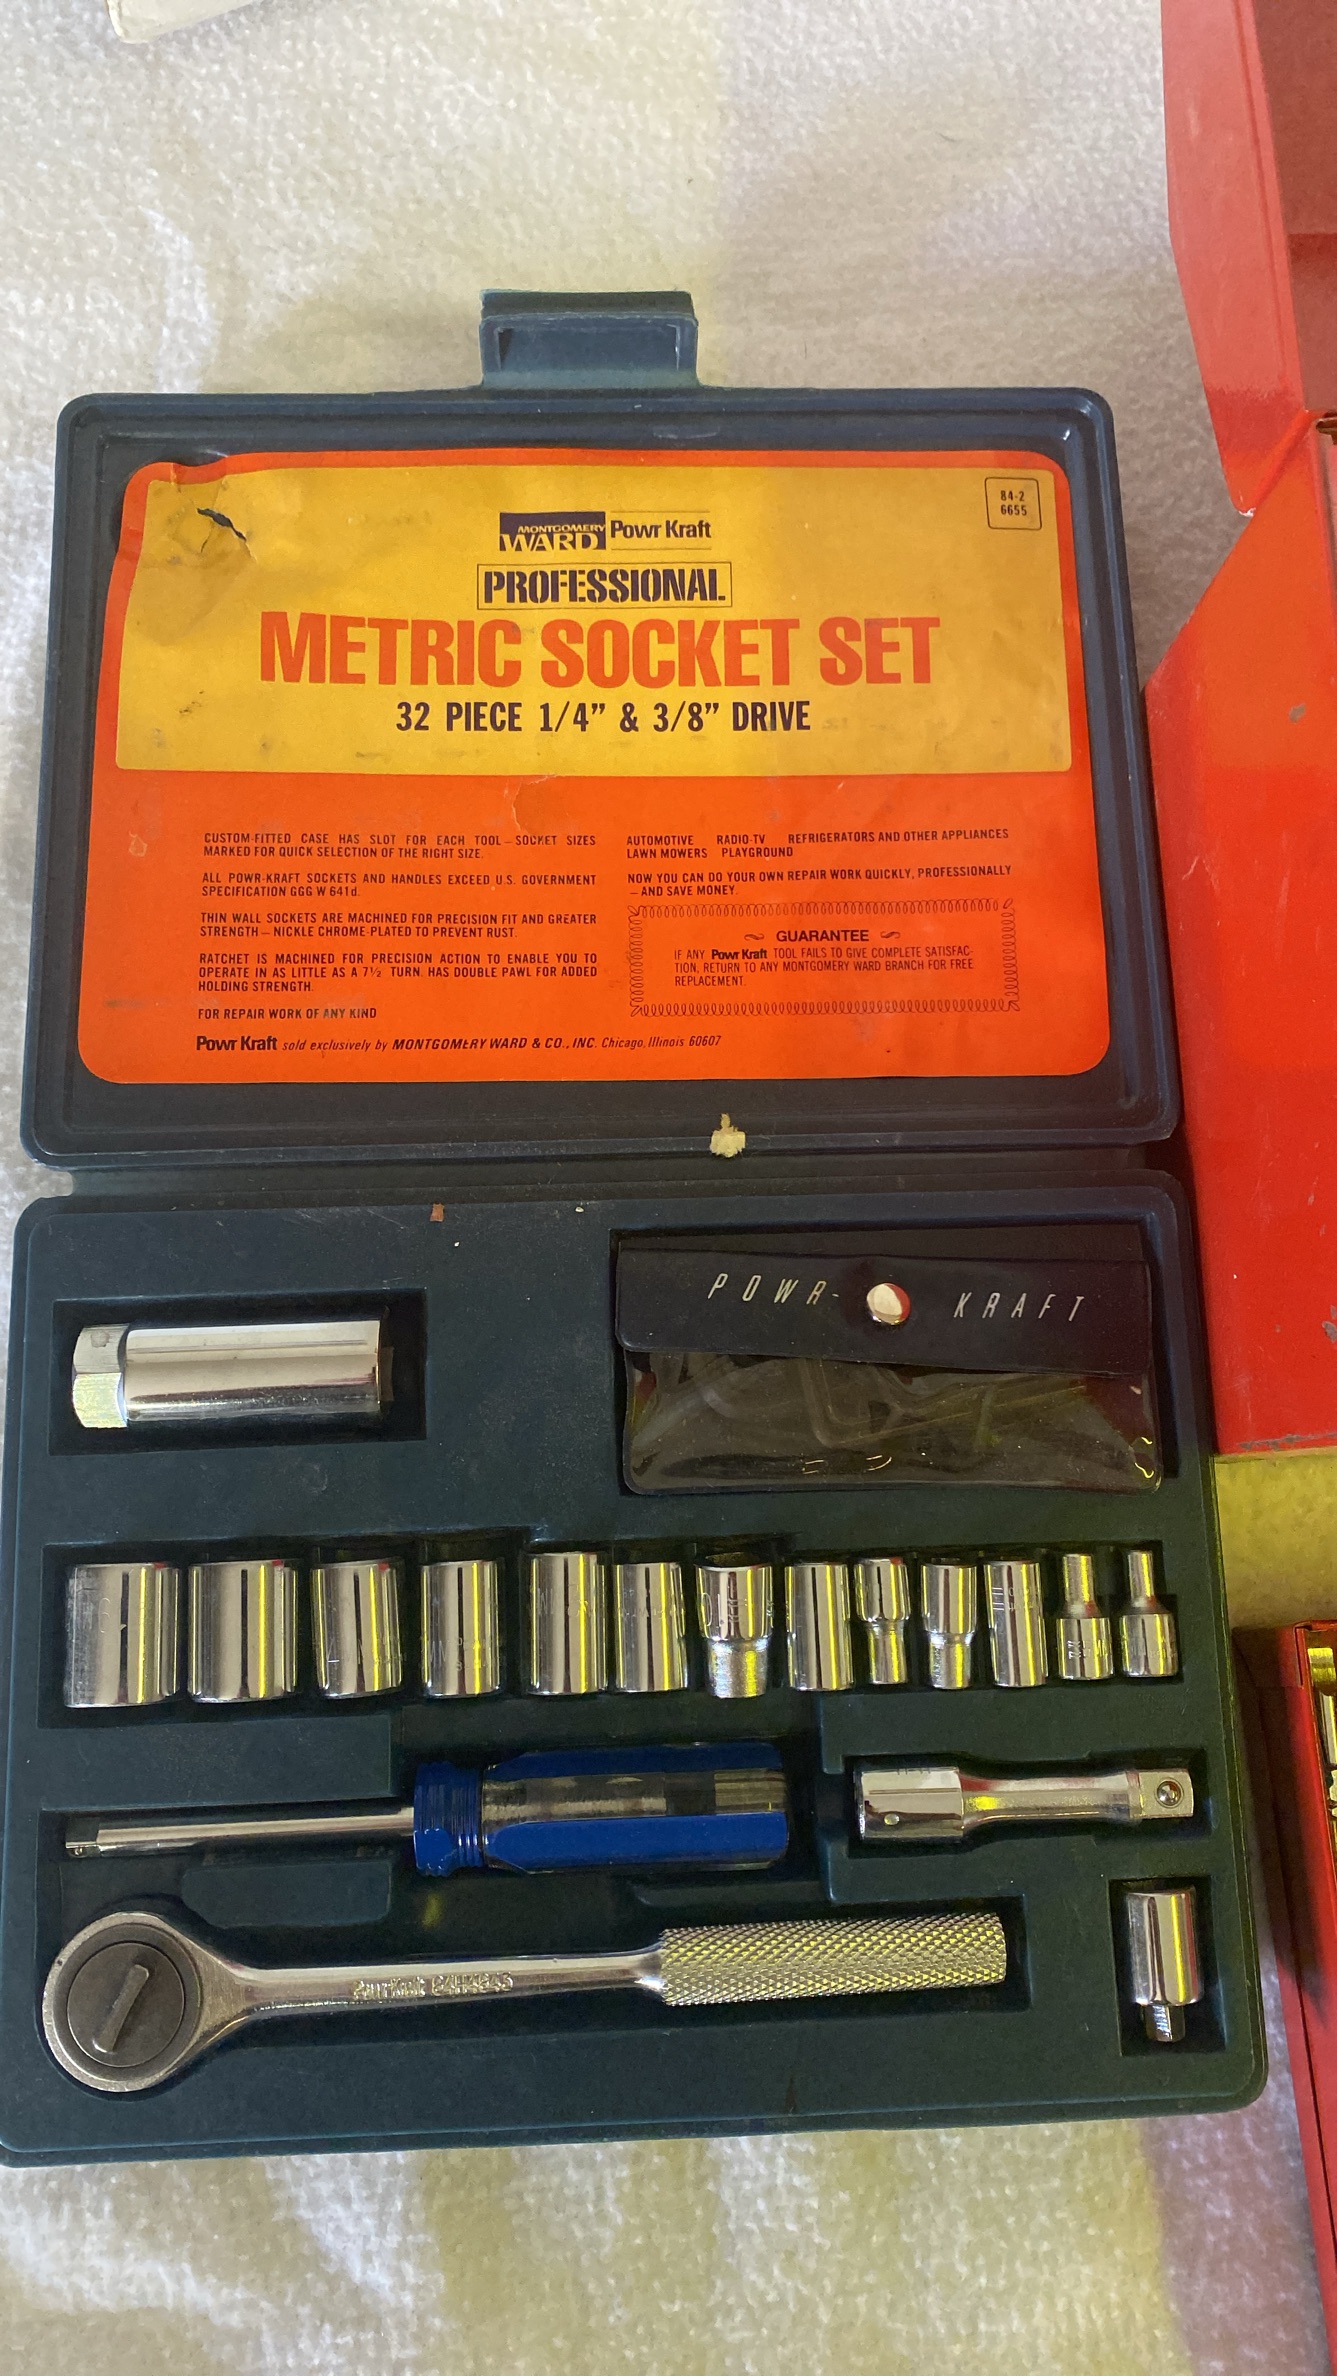 84-2
6655
MONTGOMERY
WARD Powr Kraft
PROFESSIONAL
METRIC SOCKET SET
32 PIECE 1/4" & 3/8" DRIVE
CUSTOM-FITTED CASE HAS SLOT FOR EACH TOOL – SOCKET SIZES
MARKED FOR QUICK SELECTION OF THE RIGHT SIZE.
ALL POWR-KRAFT SOCKETS AND HANDLES EXCEED U.S. GOVERNMENT
SPECIFICATION GGG W 641d.
THIN WALL SOCKETS ARE MACHINED FOR PRECISION FIT AND GREATER
STRENGTH – NICKLE CHROME-PLATED TO PREVENT RUST.
RATCHET IS MACHINED FOR PRECISION ACTION TO ENABLE YOU TO
OPERATE IN AS LITTLE AS A 7½ TURN. HAS DOUBLE PAWL FOR ADDED
HOLDING STRENGTH.
FOR REPAIR WORK OF ANY KIND
AUTOMOTIVE RADIO-TV REFRIGERATORS AND OTHER APPLIANCES
LAWN MOWERS PLAYGROUND
NOW YOU CAN DO YOUR OWN REPAIR WORK QUICKLY, PROFESSIONALLY
– AND SAVE MONEY.
GUARANTEE
IF ANY Powr Kraft TOOL FAILS TO GIVE COMPLETE SATISFAC-
TION, RETURN TO ANY MONTGOMERY WARD BRANCH FOR FREE
REPLACEMENT.
Powr Kraft sold exclusively by MONTGOMERY WARD & CO., INC. Chicago, Illinois 60607
POWR-KRAFT